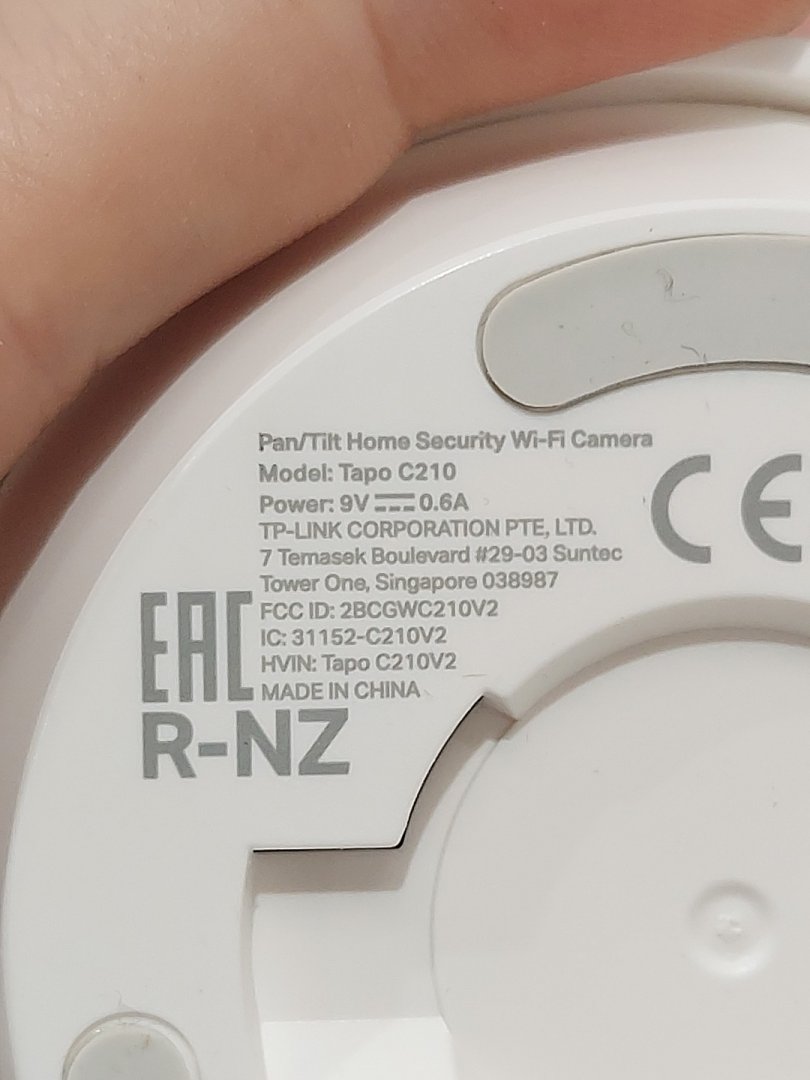 Pan/Tilt Home Security Wi-Fi Camera
Model: Tapo C210
Power: 9V⎓0.6A
TP-LINK CORPORATION PTE, LTD.
7 Temasek Boulevard #29-03 Suntec
Tower One, Singapore 038987
FCC ID: 2BCGWC210V2
IC: 31152-C210V2
HVIN: Tapo C210V2
MADE IN CHINA
CE
EAC
R-NZ